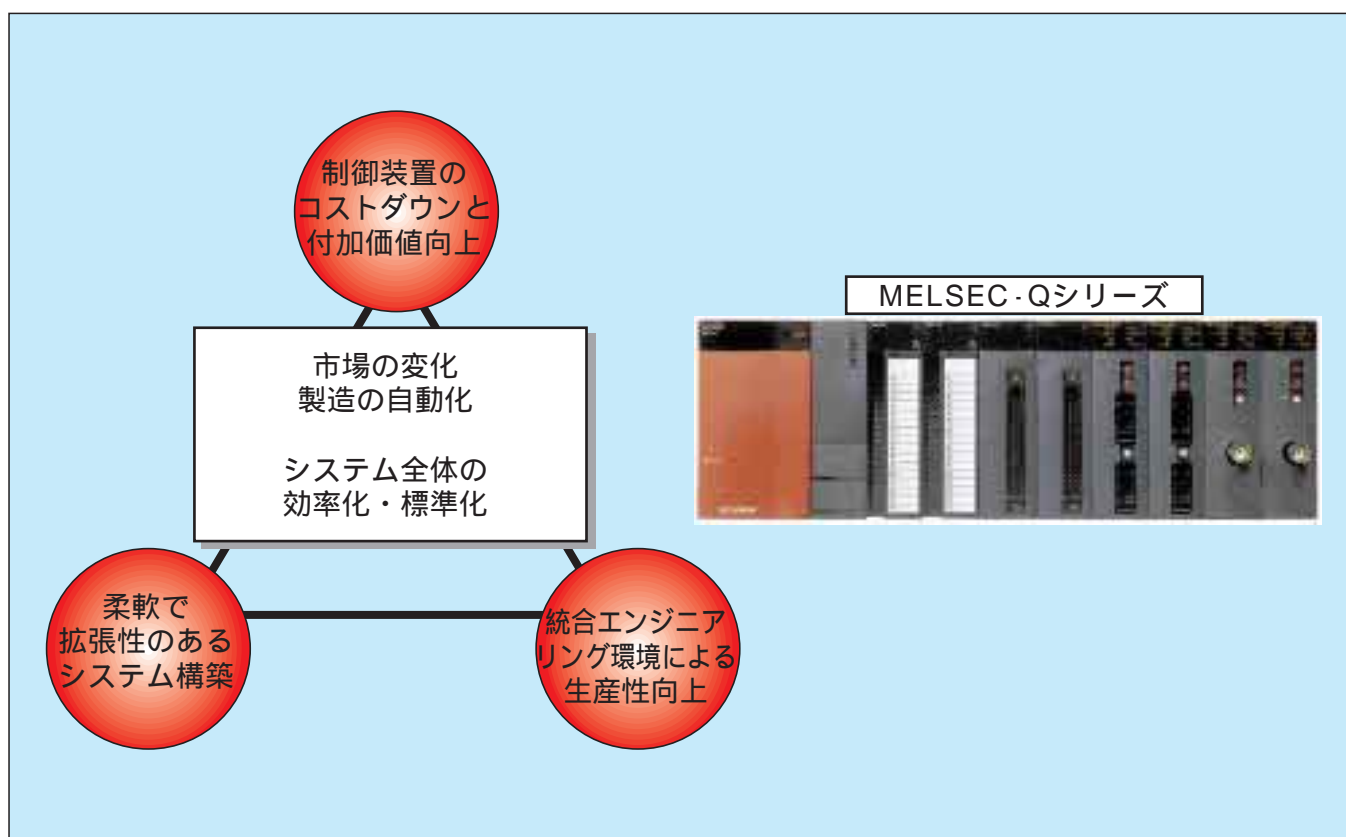 制御装置の
コストダウンと
付加価値向上
市場の変化
製造の自動化
システム全体の
効率化・標準化
柔軟で
拡張性のある
システム構築
統合エンジニア
リング環境による
生産性向上
MELSEC-Qシリーズ